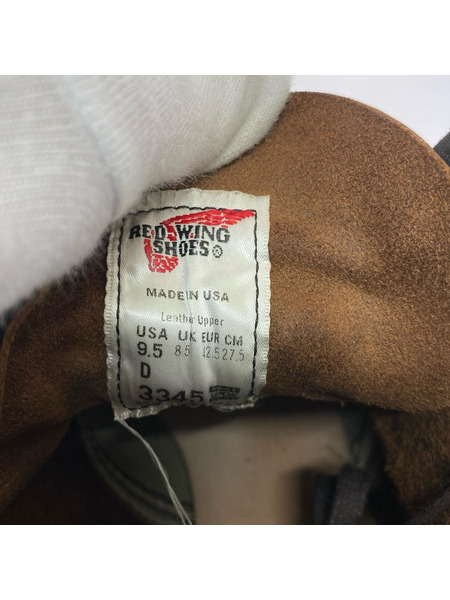 RED WING
SHOES®
MADE IN USA
Leather Upper
USA UK EUR CM
9.5 8.5 42.5 27.5
D
3345